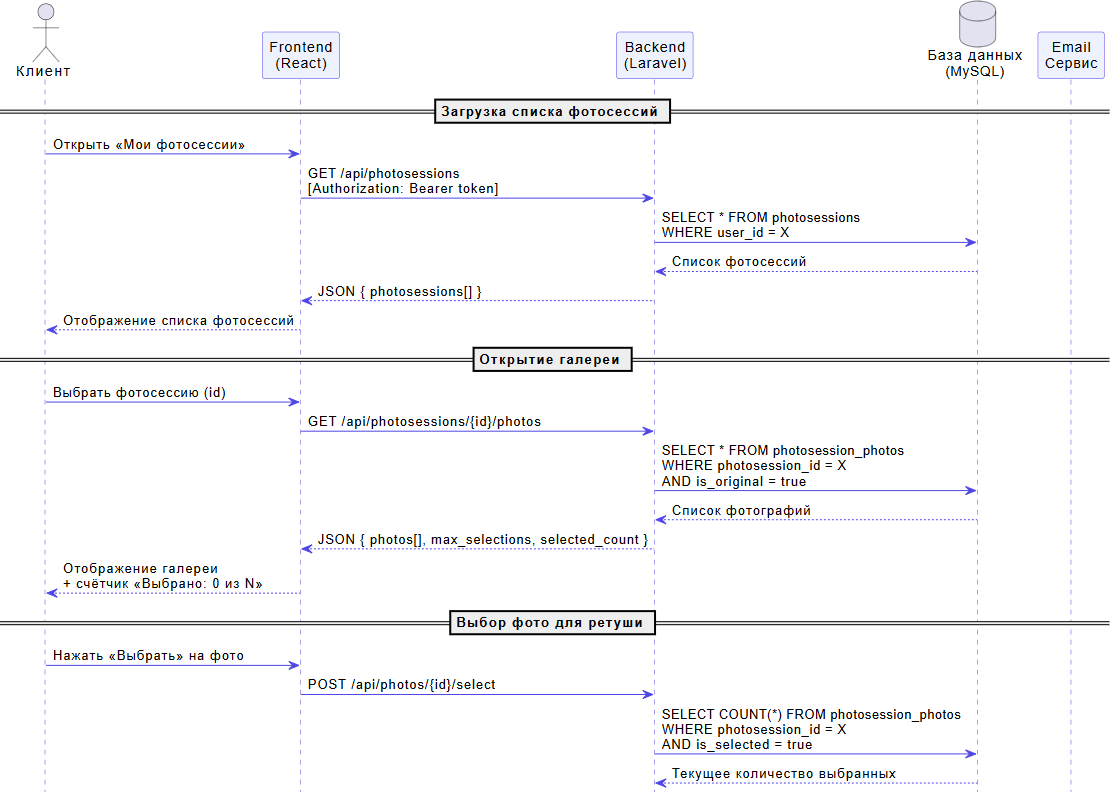 Клиент
Frontend
(React)
Backend
(Laravel)
База данных
(MySQL)
Email
Сервис
Загрузка списка фотосессий
Открыть «Мои фотосессии»
GET /api/photosessions
[Authorization: Bearer token]
SELECT * FROM photosessions
WHERE user_id = X
Список фотосессий
JSON { photosessions[] }
Отображение списка фотосессий
Открытие галереи
Выбрать фотосессию (id)
GET /api/photosessions/{id}/photos
SELECT * FROM photosession_photos
WHERE photosession_id = X
AND is_original = true
Список фотографий
JSON { photos[], max_selections, selected_count }
Отображение галереи
+ счётчик «Выбрано: 0 из N»
Выбор фото для ретуши
Нажать «Выбрать» на фото
POST /api/photos/{id}/select
SELECT COUNT(*) FROM photosession_photos
WHERE photosession_id = X
AND is_selected = true
Текущее количество выбранных